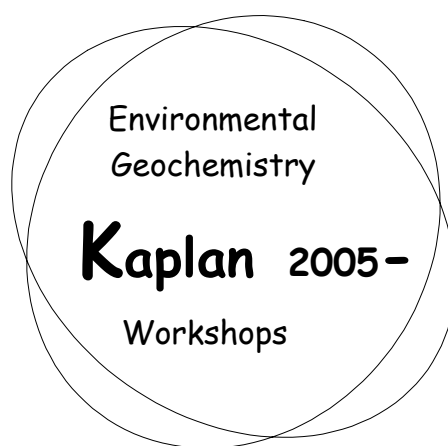 Environmental
Geochemistry
Kaplan 2005-
Workshops